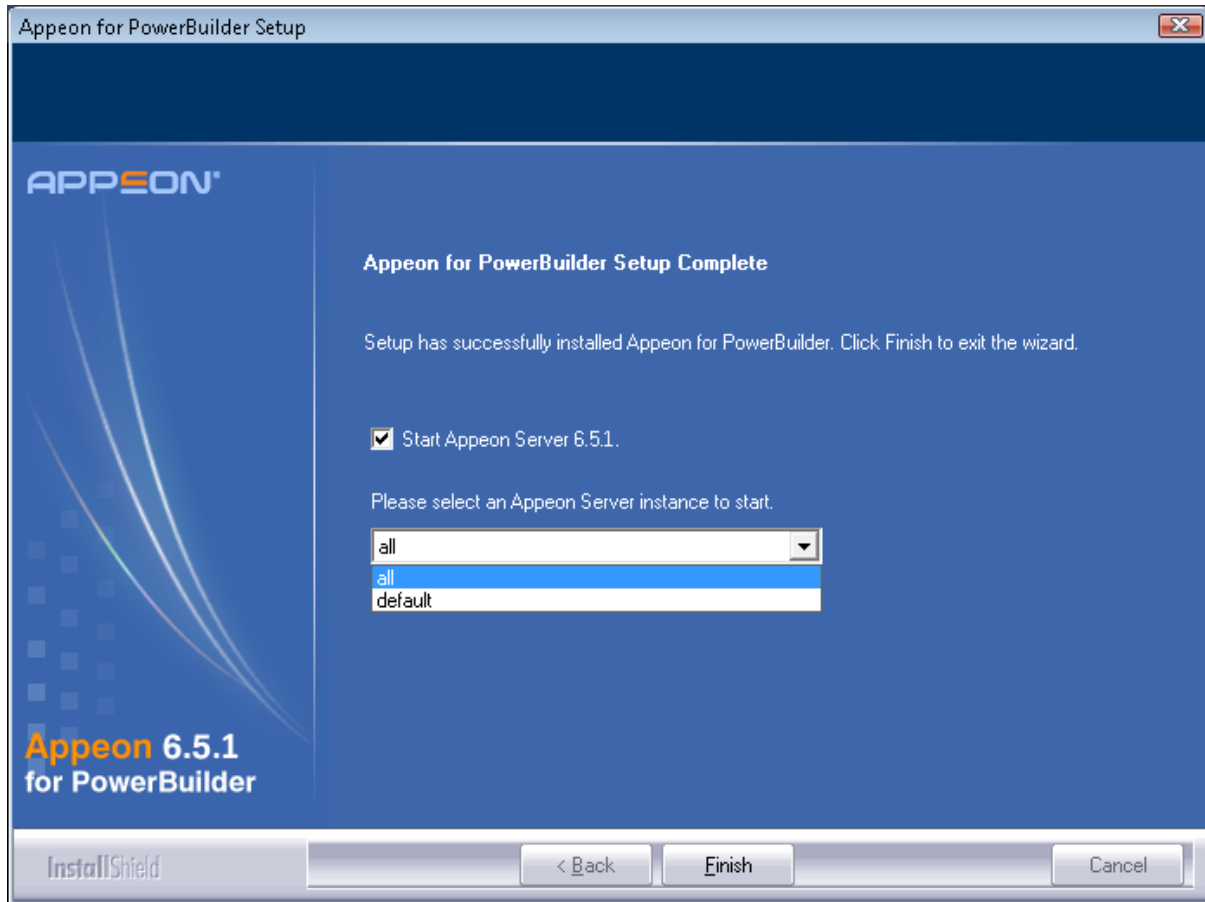 Appeon for PowerBuilder Setup
APPEON®
Appeon for PowerBuilder Setup Complete
Setup has successfully installed Appeon for PowerBuilder. Click Finish to exit the wizard.
Start Appeon Server 6.5.1.
Please select an Appeon Server instance to start.
all
all
default
Appeon 6.5.1
for PowerBuilder
InstallShield
< Back
Finish
Cancel